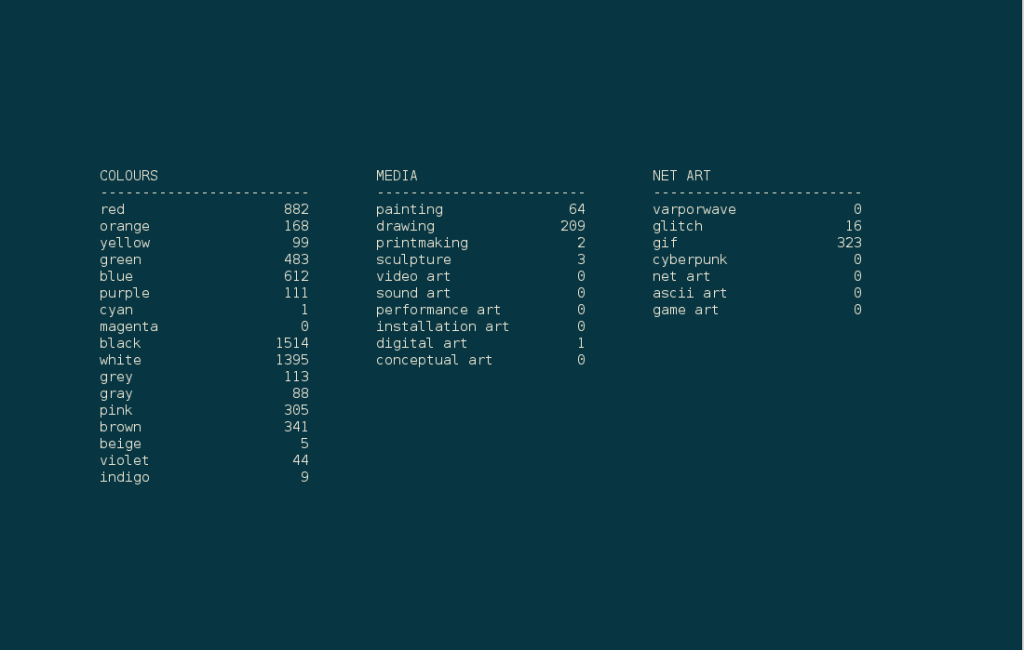 COLOURS
-------------------------
red 882
orange 168
yellow 99
green 483
blue 612
purple 111
cyan 1
magenta 0
black 1514
white 1395
grey 113
gray 88
pink 305
brown 341
beige 5
violet 44
indigo 9
MEDIA
-------------------------
painting 64
drawing 209
printmaking 2
sculpture 3
video art 0
sound art 0
performance art 0
installation art 0
digital art 1
conceptual art 0
NET ART
-------------------------
varporwave 0
glitch 16
gif 323
cyberpunk 0
net art 0
ascii art 0
game art 0